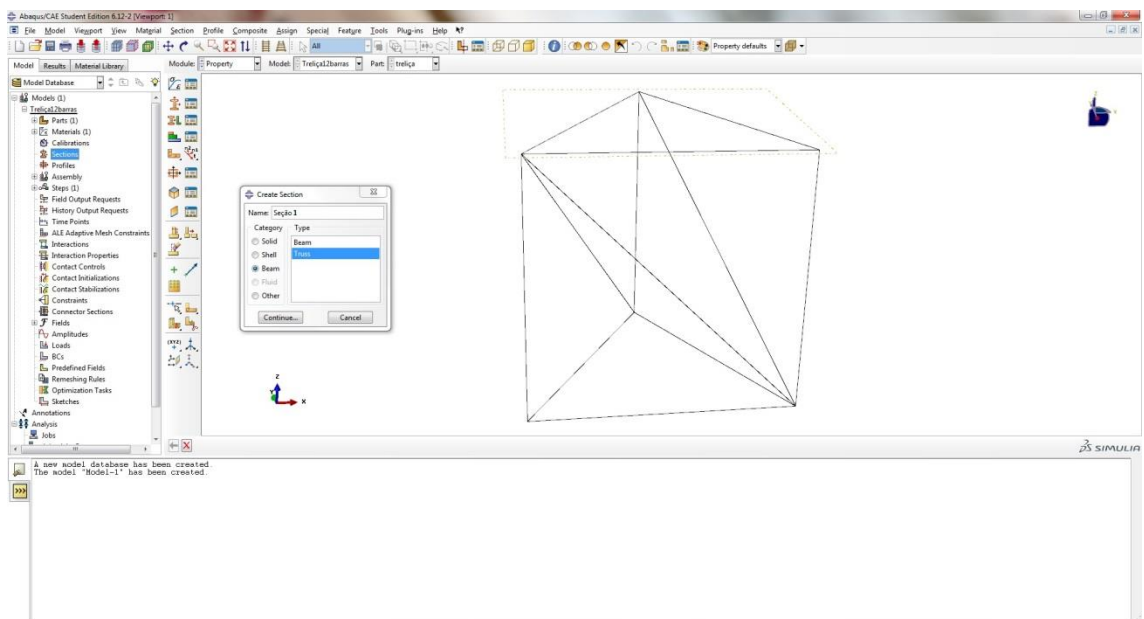 Abaqus/CAE Student Edition 6.12-2 [Viewport: 1]
File Model Viewport View Material Section Profile Composite Assign Special Feature Tools Plug-ins Help
All Property defaults
Model Results Material Library Module: Property Model: Treliça12barras Part: treliça
Model Database
Models (1)
Treliça12barras
Parts (1)
Materials (1)
Calibrations
Sections
Profiles
Assembly
Steps (1)
Field Output Requests
History Output Requests
Time Points
ALE Adaptive Mesh Constraints
Interactions
Interaction Properties
Contact Controls
Contact Initializations
Contact Stabilizations
Constraints
Connector Sections
Fields
Amplitudes
Loads
BCs
Predefined Fields
Remeshing Rules
Optimization Tasks
Sketches
Annotations
Analysis
Jobs
Create Section
Name: Seção 1
Category Type
Solid
Shell
Beam
Fluid
Other
Beam
Truss
Continue... Cancel
Z
Y
X
SIMULIA
A new model database has been created.
The model "Model-1" has been created.
>>>